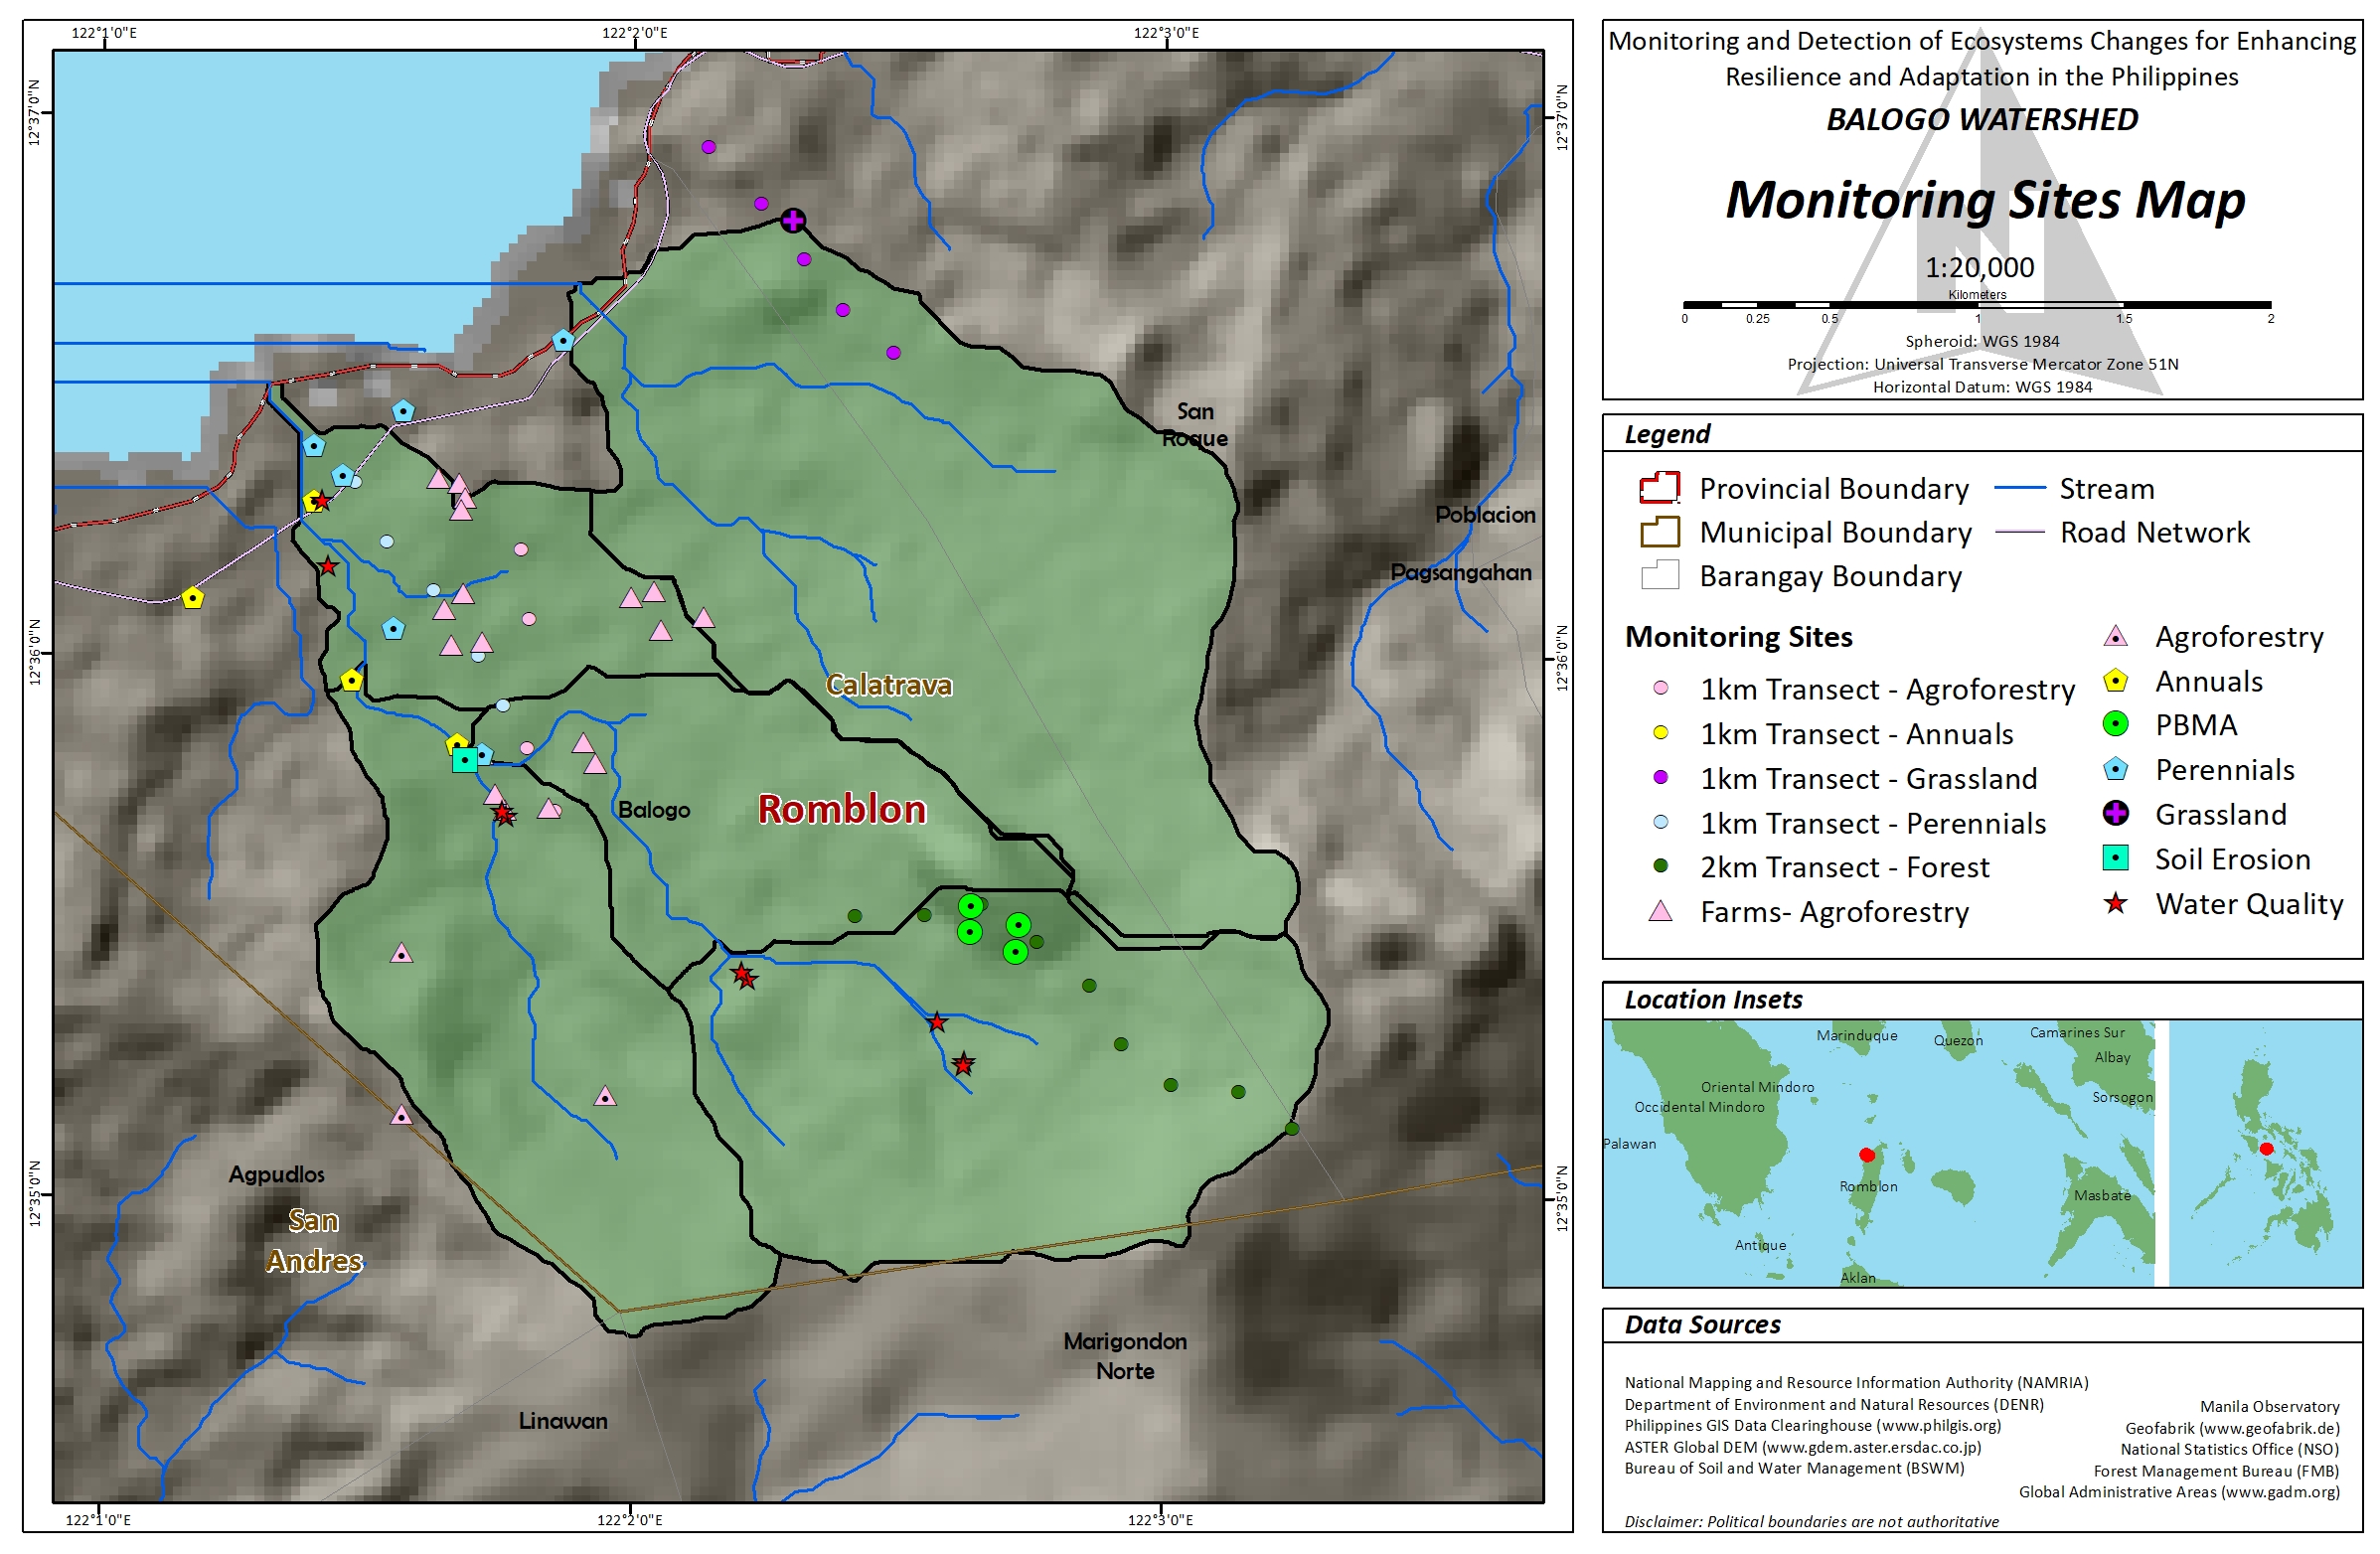 122°1'0"E
122°2'0"E
122°3'0"E
12°37'0"N
12°37'0"N
San
Roque
Poblacion
Pagsangahan
12°36'0"N
12°36'0"N
Calatrava
Romblon
Balogo
12°35'0"N
12°35'0"N
Agpudlos
San
Andres
Marigondon
Norte
Linawan
122°1'0"E
122°2'0"E
122°3'0"E
N
Monitoring and Detection of Ecosystems Changes for Enhancing
Resilience and Adaptation in the Philippines
BALOGO WATERSHED
Monitoring Sites Map
1:20,000
Kilometers
0 0.25 0.5 1 1.5 2
Spheroid: WGS 1984
Projection: Universal Transverse Mercator Zone 51N
Horizontal Datum: WGS 1984
Legend
Provincial Boundary
Municipal Boundary
Barangay Boundary
Stream
Road Network
Monitoring Sites
1km Transect - Agroforestry
1km Transect - Annuals
1km Transect - Grassland
1km Transect - Perennials
2km Transect - Forest
Farms- Agroforestry
Agroforestry
Annuals
PBMA
Perennials
Grassland
Soil Erosion
Water Quality
Location Insets
Marinduque
Quezon
Camarines Sur
Albay
Oriental Mindoro
Occidental Mindoro
Sorsogon
Palawan
Romblon
Masbate
Antique
Aklan
Data Sources
National Mapping and Resource Information Authority (NAMRIA)
Department of Environment and Natural Resources (DENR)
Philippines GIS Data Clearinghouse (www.philgis.org)
ASTER Global DEM (www.gdem.aster.ersdac.co.jp)
Bureau of Soil and Water Management (BSWM)
Manila Observatory
Geofabrik (www.geofabrik.de)
National Statistics Office (NSO)
Forest Management Bureau (FMB)
Global Administrative Areas (www.gadm.org)
Disclaimer: Political boundaries are not authoritative